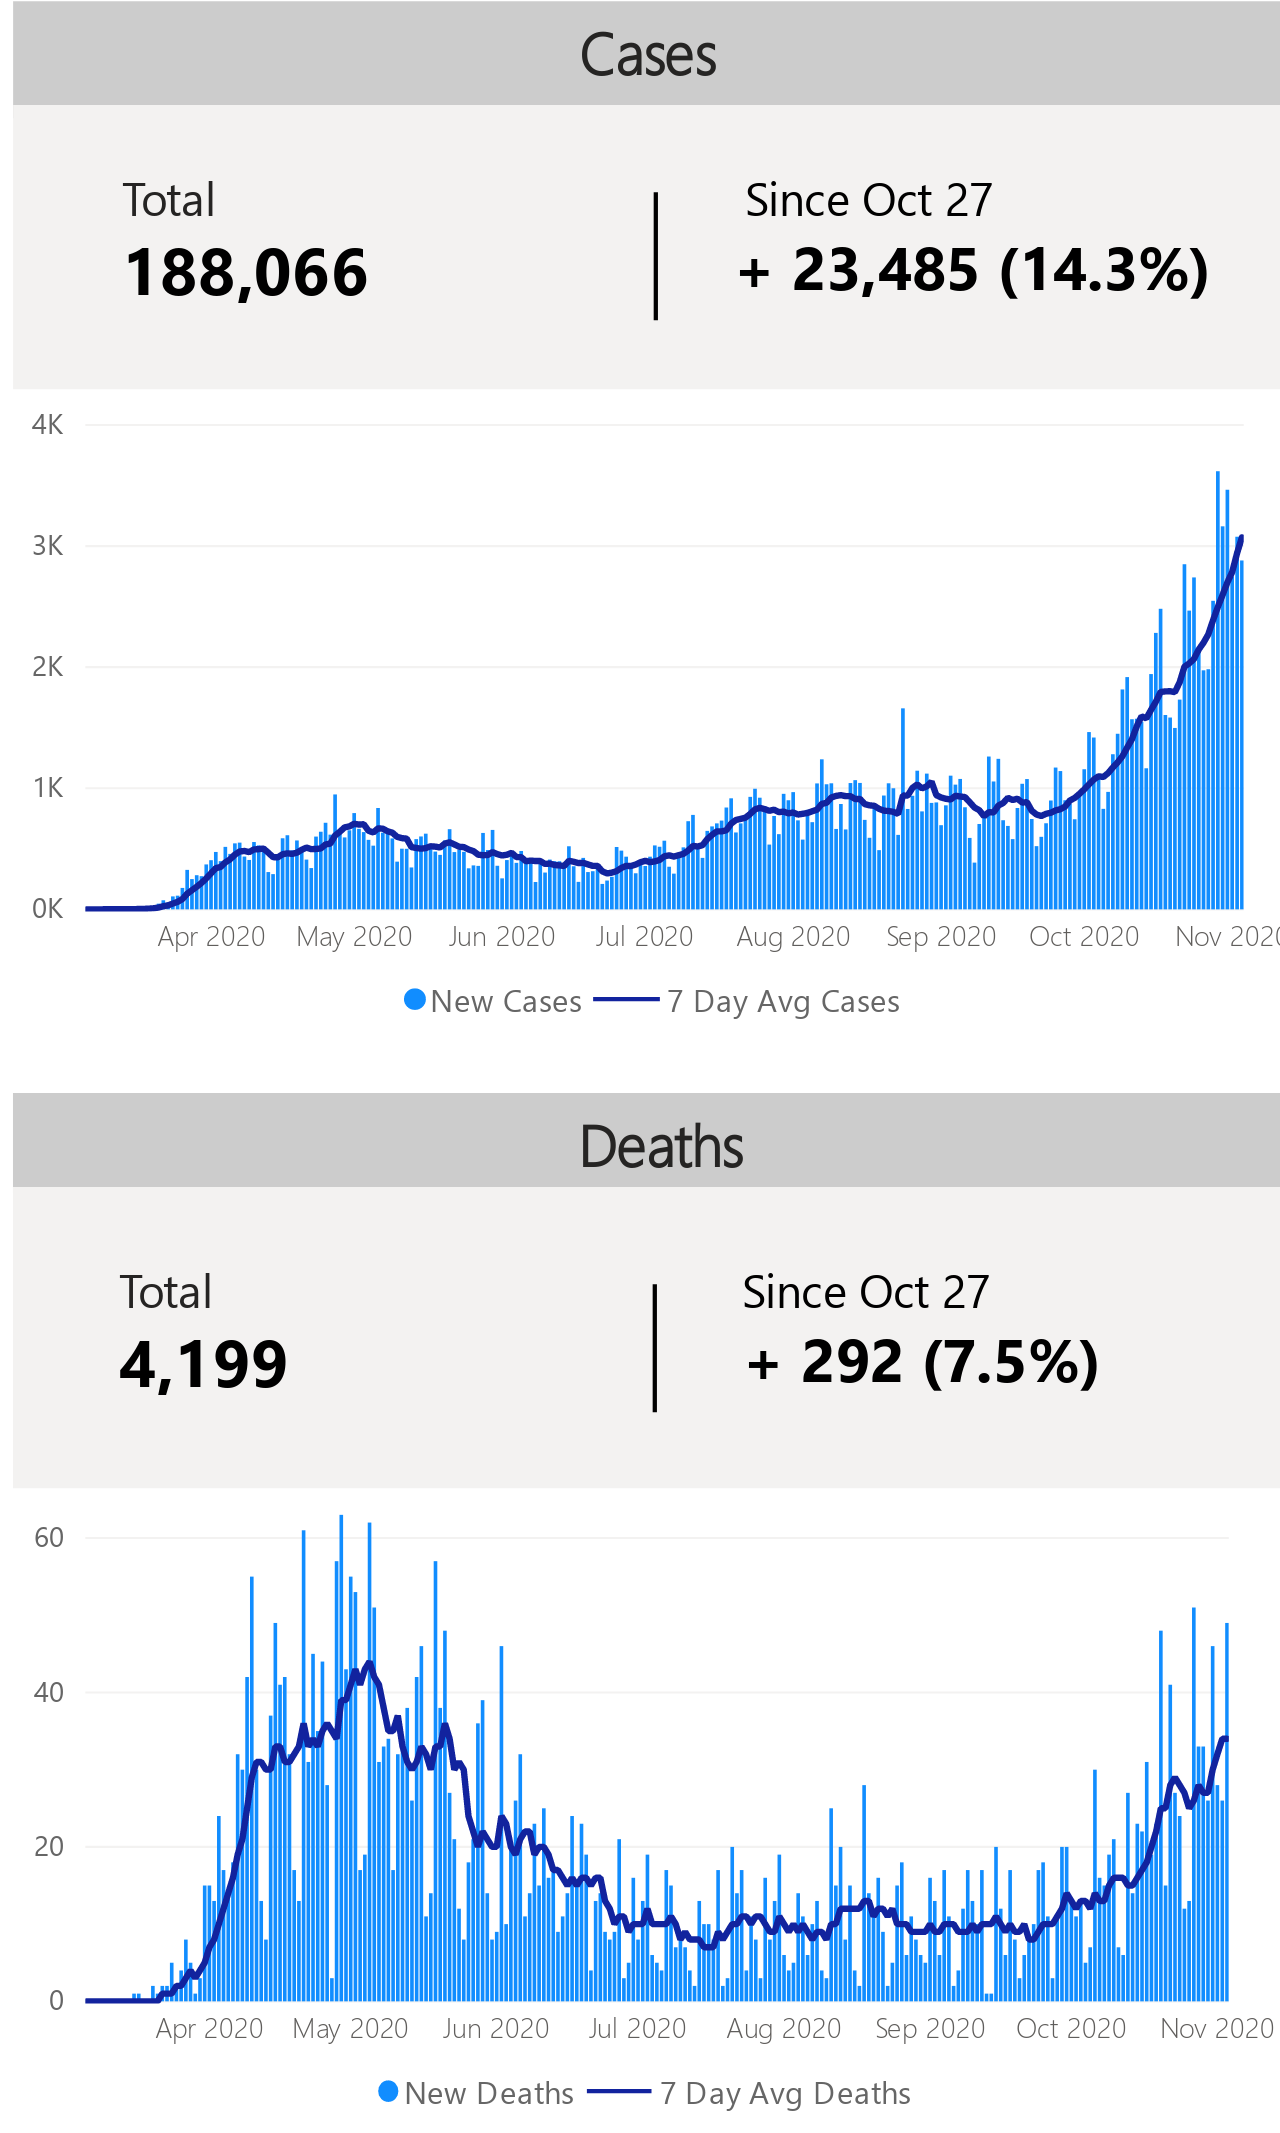 Cases
Total
Since Oct 27
188,066
+ 23,485 (14.3%)
4K
3K
2K
1K
0K
Apr 2020 May 2020 Jun 2020 Jul 2020 Aug 2020 Sep 2020 Oct 2020 Nov 2020
New Cases 7 Day Avg Cases
Deaths
Total
Since Oct 27
4,199
+ 292 (7.5%)
60
40
20
0
Apr 2020 May 2020 Jun 2020 Jul 2020 Aug 2020 Sep 2020 Oct 2020 Nov 2020
New Deaths 7 Day Avg Deaths